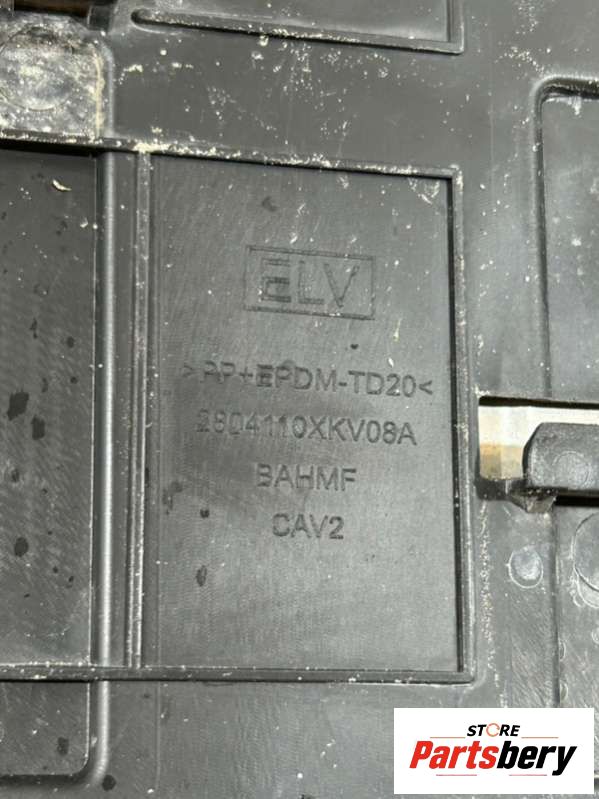 ELV
>PP+EPDM-TD20<
2804110XKV08A
BAHMF
CAV2
STORE
Partsbery